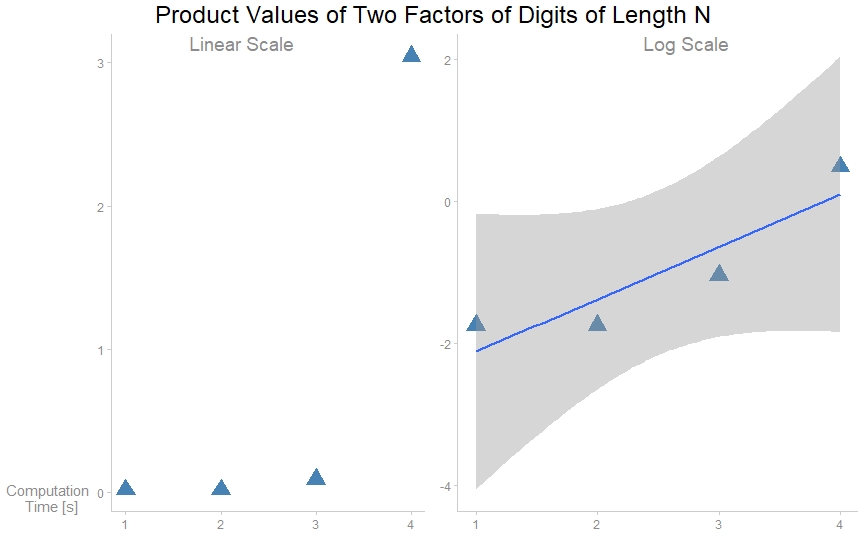 Product Values of Two Factors of Digits of Length N
Linear Scale
Log Scale
3
2
1
0
Computation
Time [s]
1 2 3 4
2
0
-2
-4
1 2 3 4